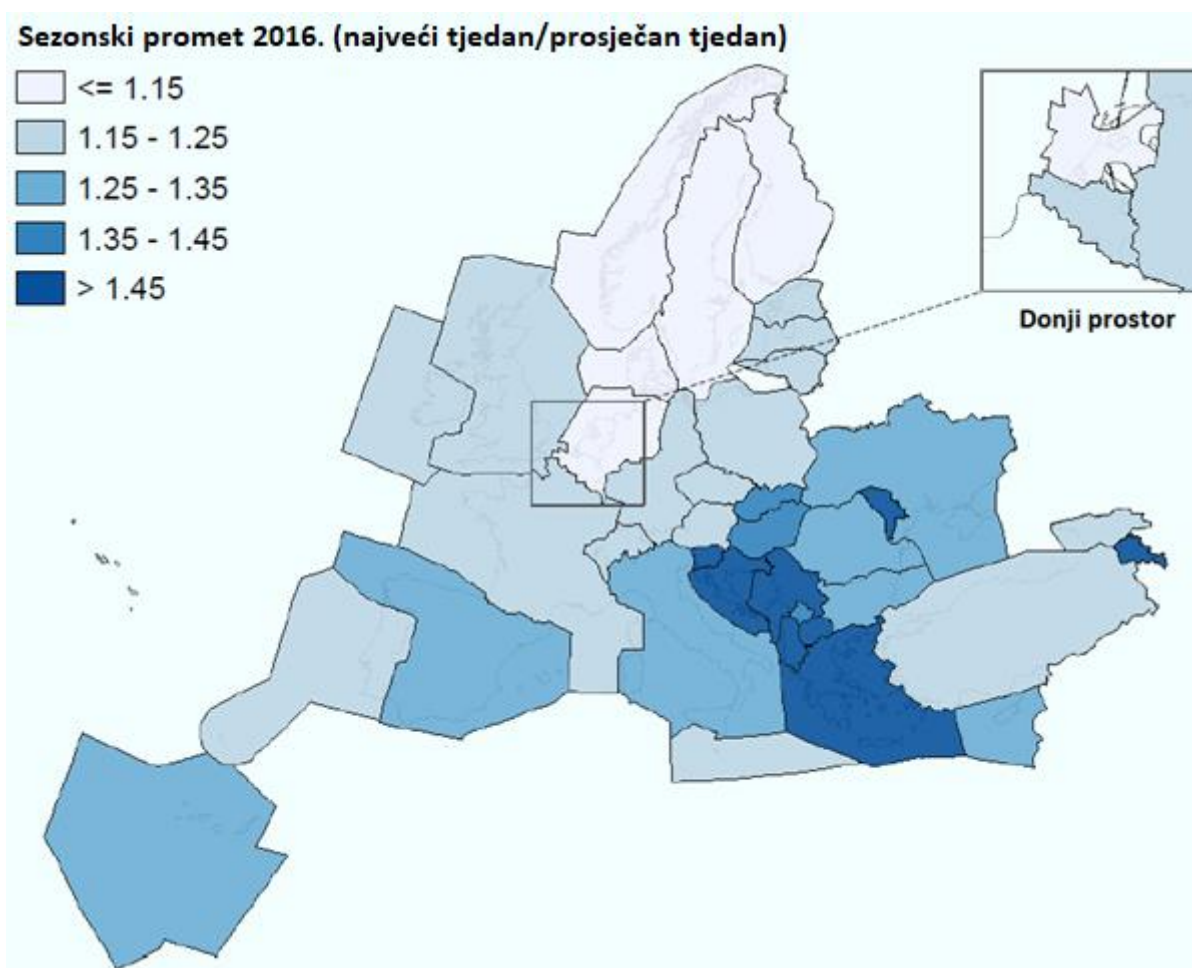 Sezonski promet 2016. (najveći tjedan/prosječan tjedan)
<= 1.15
1.15 - 1.25
1.25 - 1.35
1.35 - 1.45
> 1.45
Donji prostor